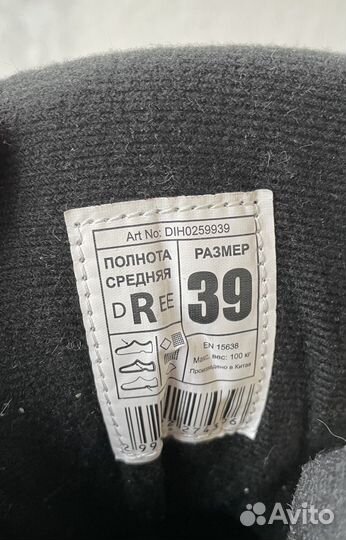 Art No: DIH0259939
ПОЛНОТА
СРЕДНЯЯ
D R EE
РАЗМЕР
39
EN 15638
Макс. вес: 100 кг
Произведено в Китае
Avito